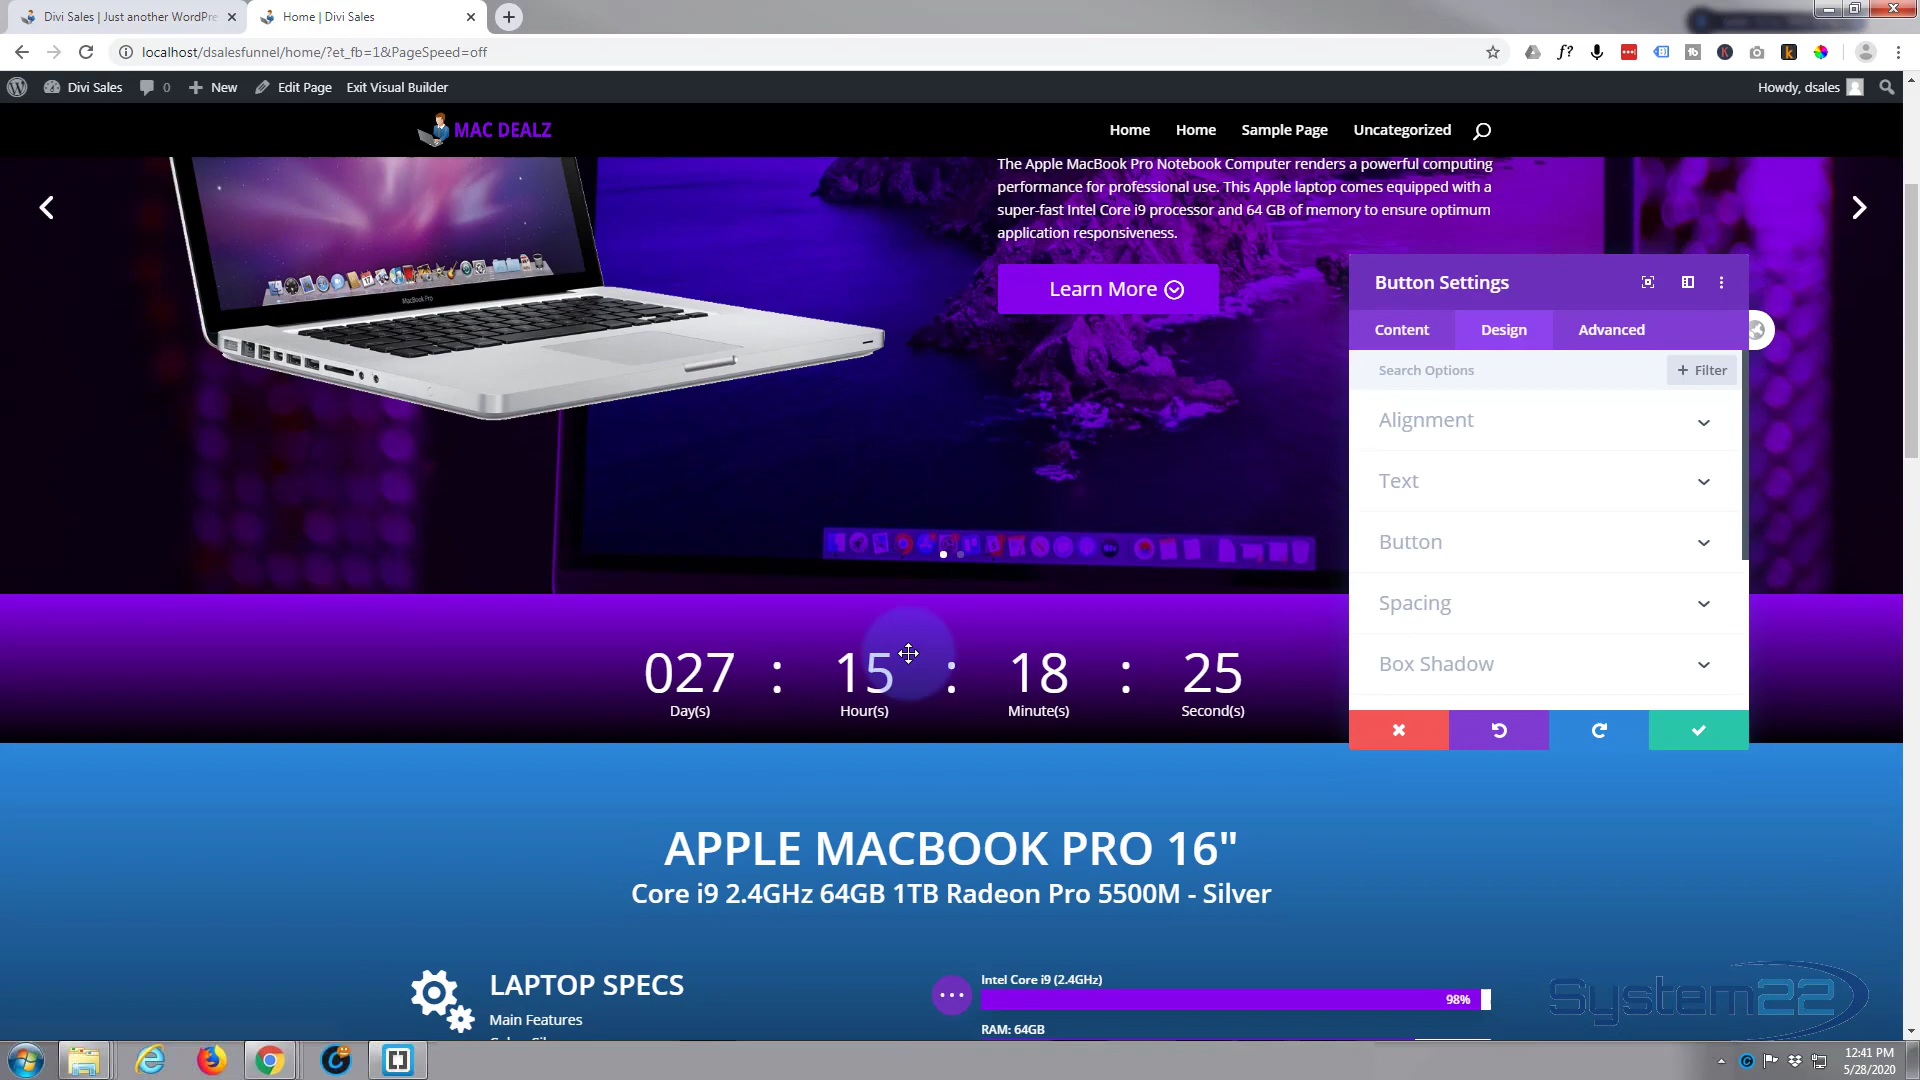 Divi Sales | Just another WordPre
Home | Divi Sales
localhost/dsalesfunnel/home/?et_fb=1&PageSpeed=off
Divi Sales
0
New
Edit Page
Exit Visual Builder
Howdy, dsales
MAC DEALZ
Home
Home
Sample Page
Uncategorized
The Apple MacBook Pro Notebook Computer renders a powerful computing
performance for professional use. This Apple laptop comes equipped with a
super-fast Intel Core i9 processor and 64 GB of memory to ensure optimum
application responsiveness.
Learn More
MacBook Pro
Button Settings
Content
Design
Advanced
Search Options
+ Filter
Alignment
Text
Button
Spacing
Box Shadow
027 : 15 : 18 : 25
Day(s) Hour(s) Minute(s) Second(s)
APPLE MACBOOK PRO 16"
Core i9 2.4GHz 64GB 1TB Radeon Pro 5500M - Silver
LAPTOP SPECS
Main Features
Intel Core i9 (2.4GHz)
98%
RAM: 64GB
System22
12:41 PM
5/28/2020